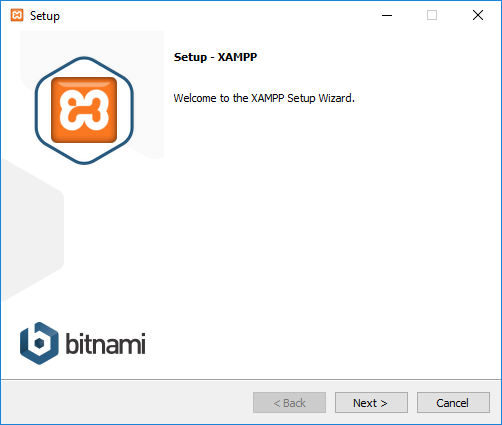 Setup
Setup - XAMPP
Welcome to the XAMPP Setup Wizard.
bitnami
< Back
Next >
Cancel